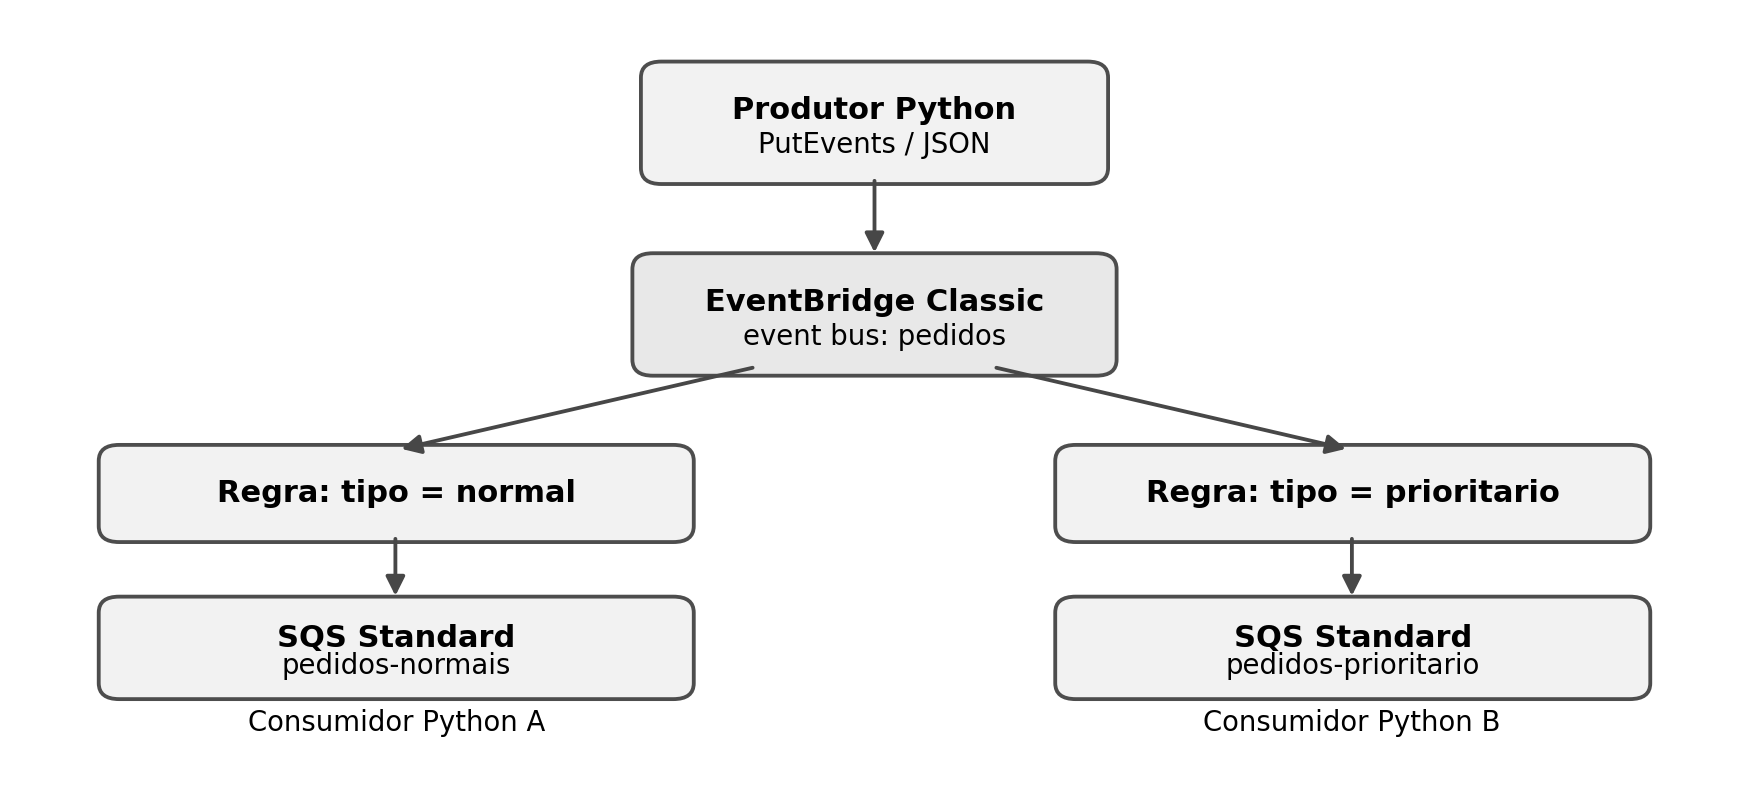 Produtor Python
PutEvents / JSON
EventBridge Classic
event bus: pedidos
Regra: tipo = normal
Regra: tipo = prioritario
SQS Standard
pedidos-normais
SQS Standard
pedidos-prioritario
Consumidor Python A
Consumidor Python B